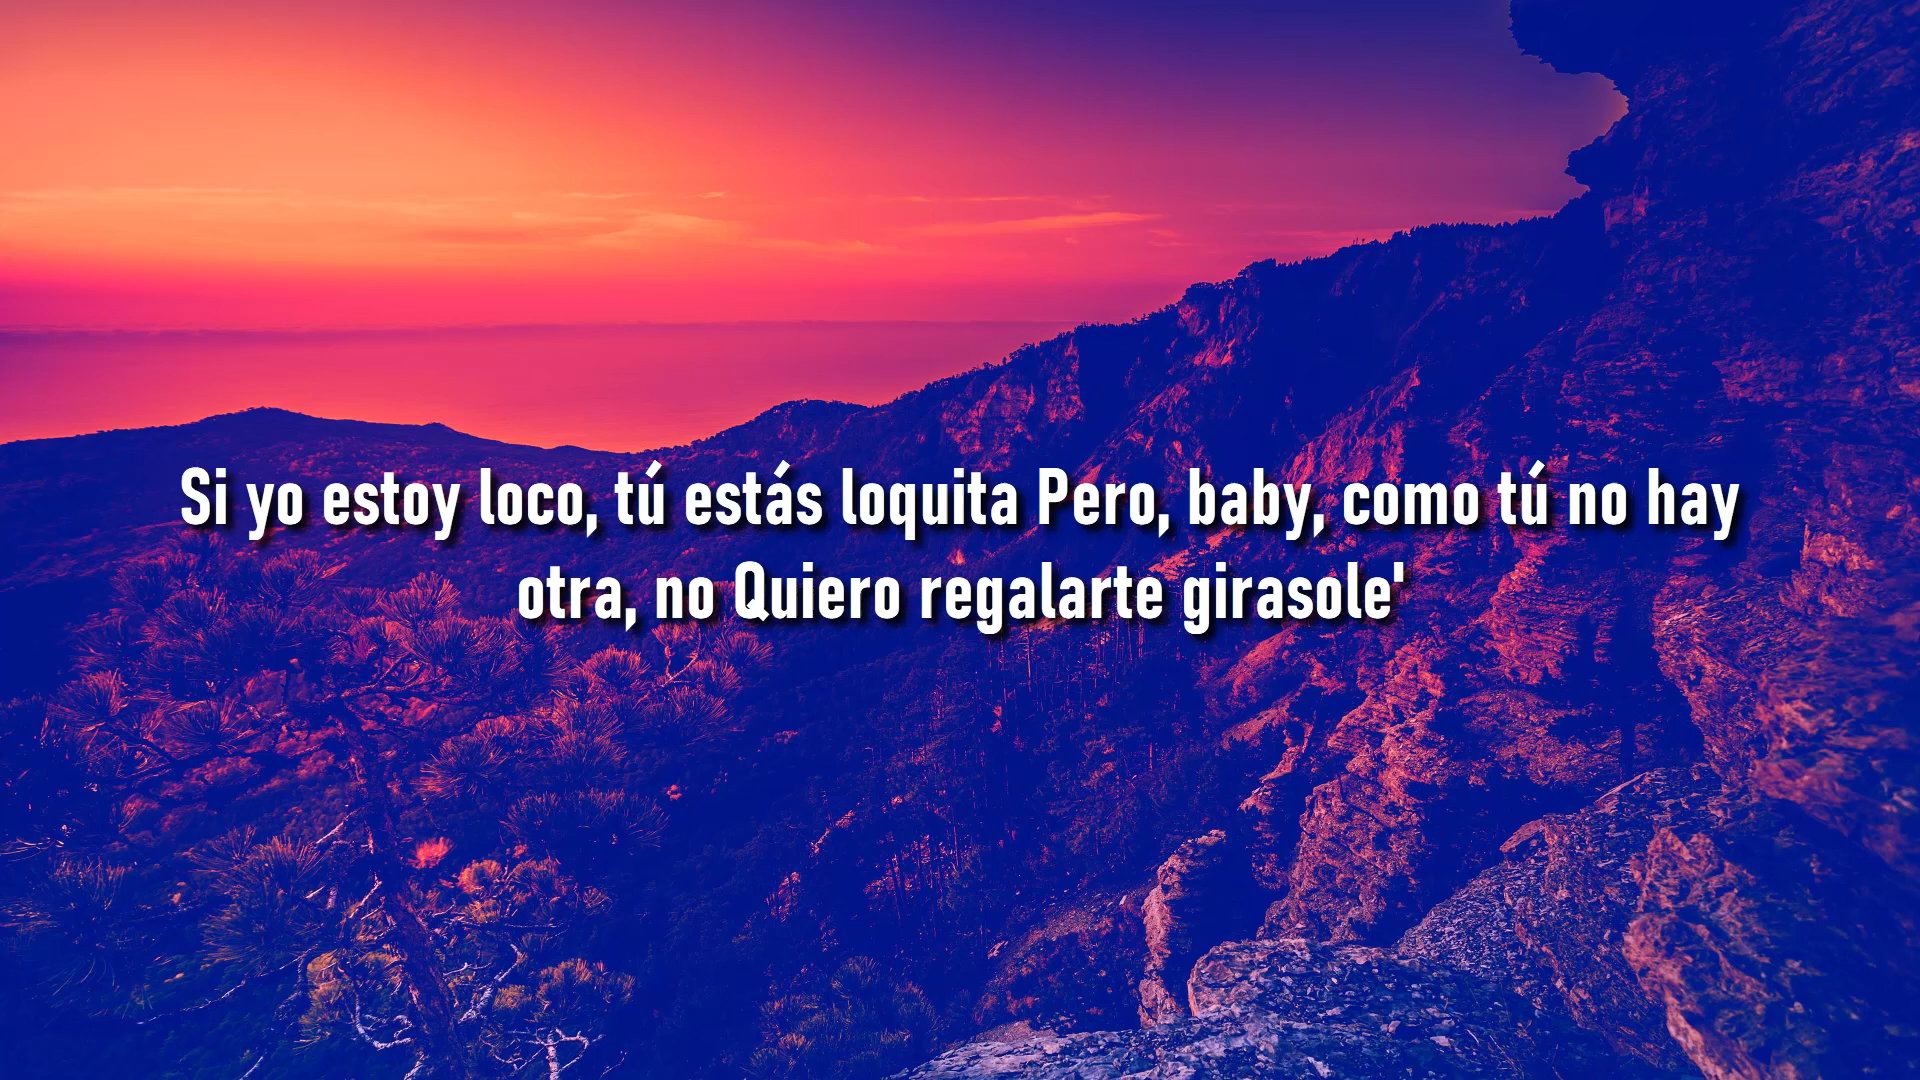 Si yo estoy loco, tú estás loquita Pero, baby, como tú no hay
otra, no Quiero regalarte girasole'